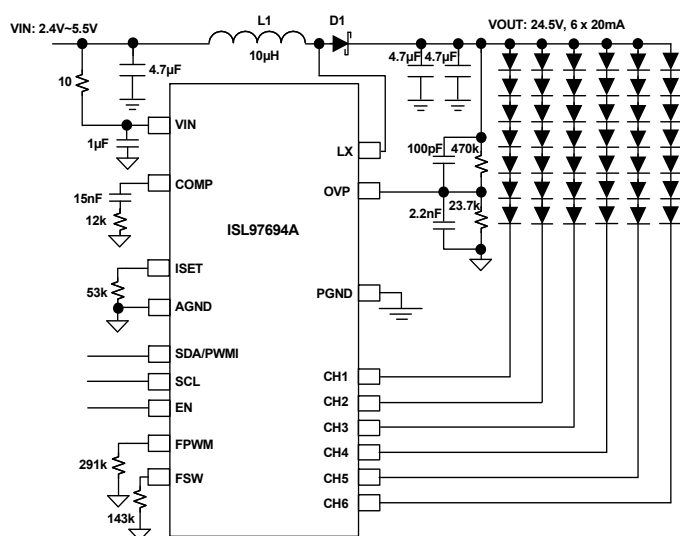 VIN: 2.4V~5.5V
L1
D1
VOUT: 24.5V, 6 x 20mA
10
4.7µF
10µH
4.7µF
4.7µF
1µF
VIN
LX
100pF
470k
COMP
OVP
15nF
12k
2.2nF
23.7k
ISL97694A
ISET
53k
AGND
PGND
SDA/PWMI
SCL
EN
CH1
CH2
CH3
FPWM
CH4
291k
FSW
CH5
143k
CH6